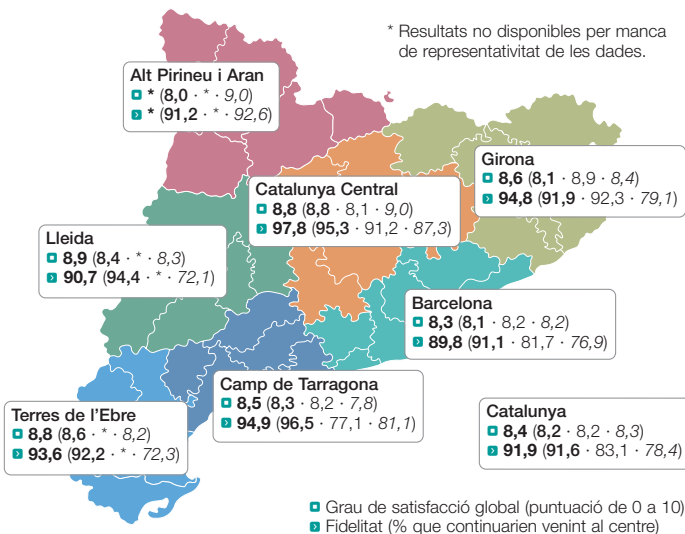 * Resultats no disponibles per manca
de representativitat de les dades.
Alt Pirineu i Aran
* (8,0 · * · 9,0)
* (91,2 · * · 92,6)
Girona
8,6 (8,1 · 8,9 · 8,4)
94,8 (91,9 · 92,3 · 79,1)
Catalunya Central
8,8 (8,8 · 8,1 · 9,0)
97,8 (95,3 · 91,2 · 87,3)
Lleida
8,9 (8,4 · * · 8,3)
90,7 (94,4 · * · 72,1)
Barcelona
8,3 (8,1 · 8,2 · 8,2)
89,8 (91,1 · 81,7 · 76,9)
Camp de Tarragona
8,5 (8,3 · 8,2 · 7,8)
94,9 (96,5 · 77,1 · 81,1)
Terres de l’Ebre
8,8 (8,6 · * · 8,2)
93,6 (92,2 · * · 72,3)
Catalunya
8,4 (8,2 · 8,2 · 8,3)
91,9 (91,6 · 83,1 · 78,4)
Grau de satisfacció global (puntuació de 0 a 10)
Fidelitat (% que continuarien venint al centre)